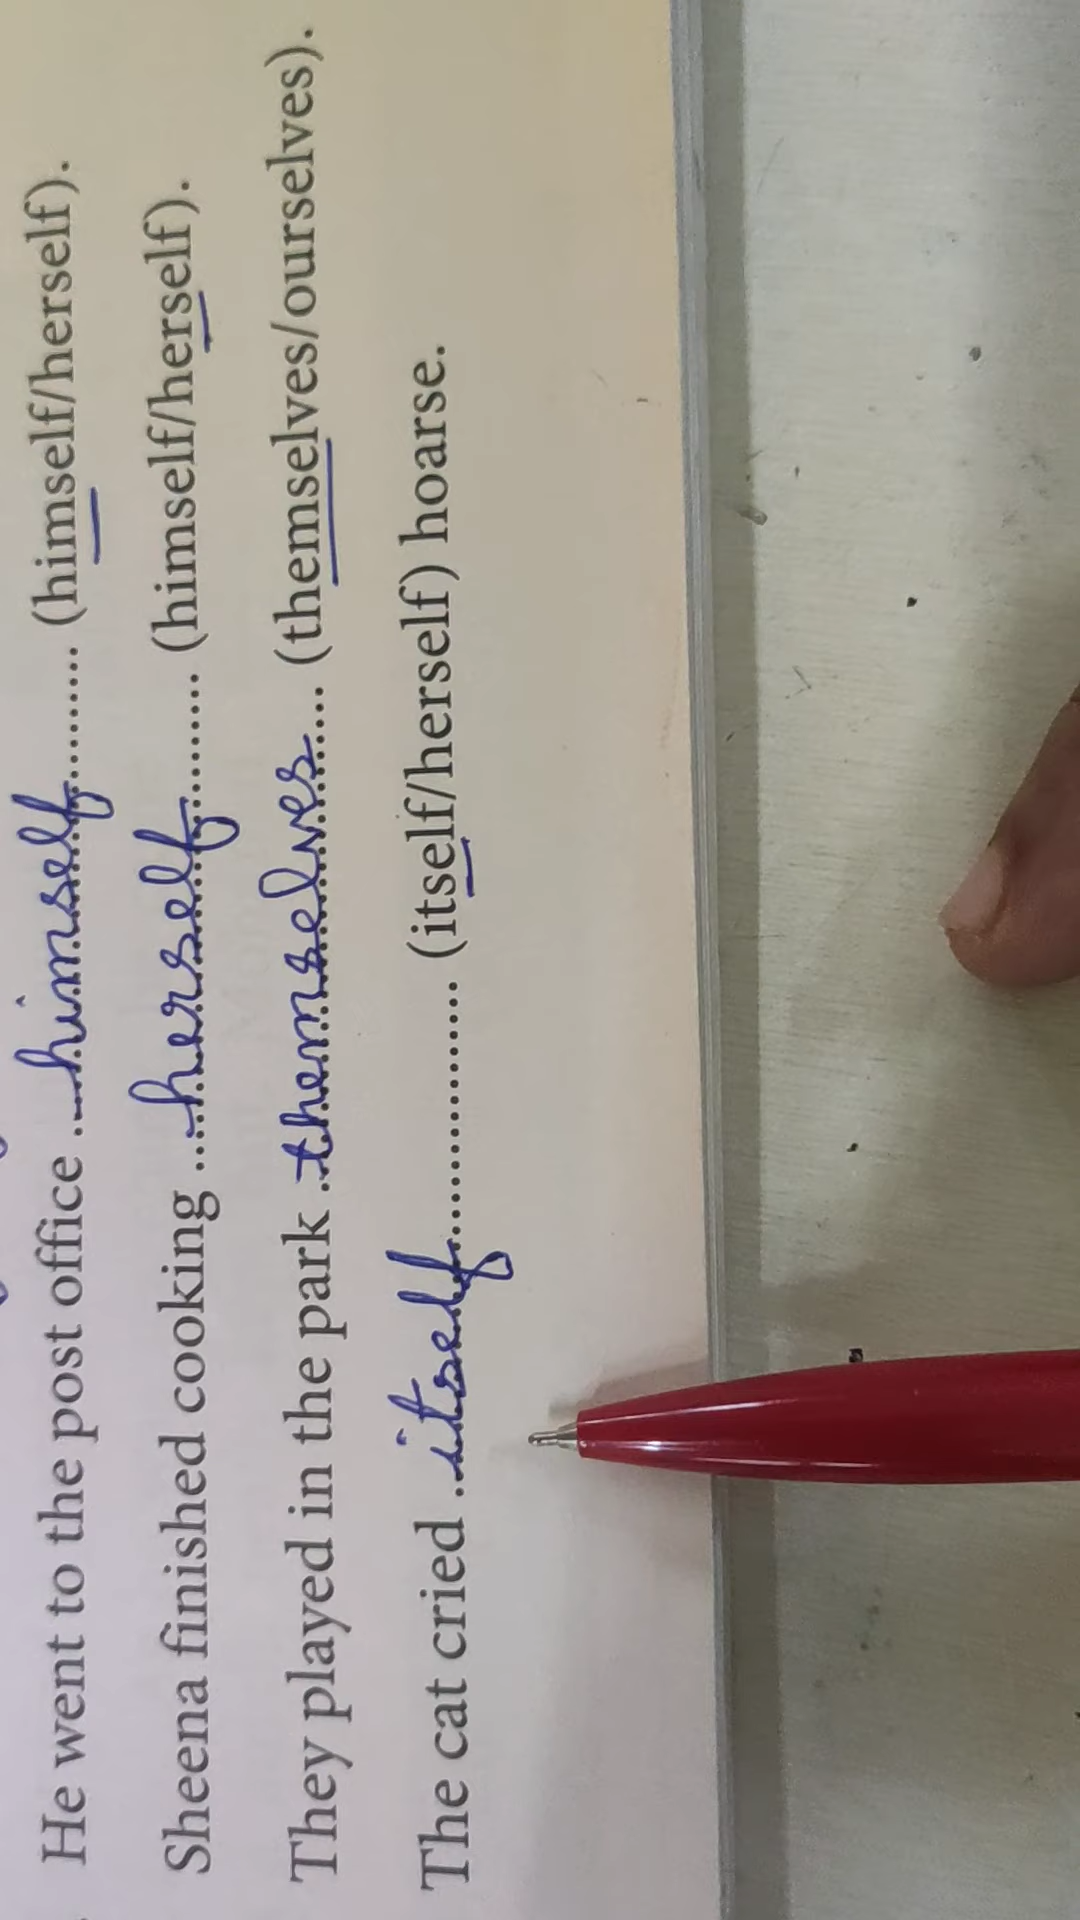 He went to the post office himself (himself/herself).
Sheena finished cooking herself (himself/herself).
They played in the park themselves (themselves/ourselves).
The cat cried itself (itself/herself) hoarse.